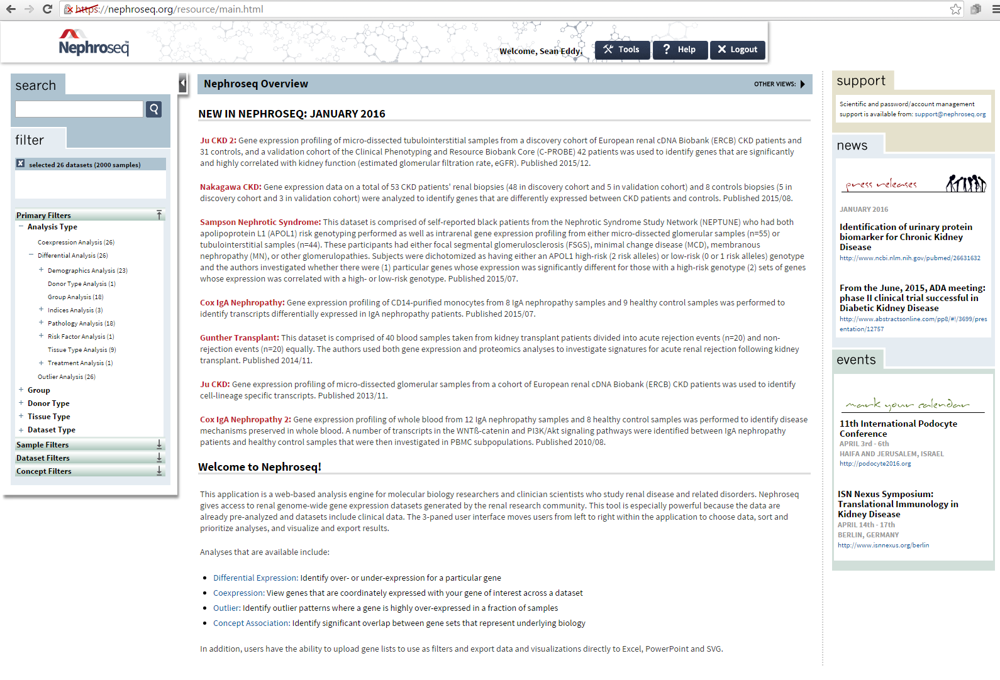 https://nephroseq.org/resource/main.html
Nephroseq™
Welcome, Sean Eddy.
Tools
Help
Logout
search
filter
selected 26 datasets (2000 samples)
Primary Filters
Analysis Type
Coexpression Analysis (26)
Differential Analysis (26)
Demographics Analysis (23)
Donor Type Analysis (1)
Group Analysis (18)
Indices Analysis (3)
Pathology Analysis (18)
Risk Factor Analysis (1)
Tissue Type Analysis (9)
Treatment Analysis (1)
Outlier Analysis (26)
Group
Donor Type
Tissue Type
Dataset Type
Sample Filters
Dataset Filters
Concept Filters
Nephroseq Overview
OTHER VIEWS:
NEW IN NEPHROSEQ: JANUARY 2016
Ju CKD 2: Gene expression profiling of micro-dissected tubulointerstitial samples from a discovery cohort of European renal cDNA Biobank (ERCB) CKD patients and
31 controls, and a validation cohort of the Clinical Phenotyping and Resource Biobank Core (C-PROBE) 42 patients was used to identify genes that are significantly
and highly correlated with kidney function (estimated glomerular filtration rate, eGFR). Published 2015/12.
Nakagawa CKD: Gene expression data on a total of 53 CKD patients' renal biopsies (48 in discovery cohort and 5 in validation cohort) and 8 controls biopsies (5 in
discovery cohort and 3 in validation cohort) were analyzed to identify genes that are differently expressed between CKD patients and controls. Published 2015/08.
Sampson Nephrotic Syndrome: This dataset is comprised of self-reported black patients from the Nephrotic Syndrome Study Network (NEPTUNE) who had both
apolipoprotein L1 (APOL1) risk genotyping performed as well as intrarenal gene expression profiling from either micro-dissected glomerular samples (n=55) or
tubulointerstitial samples (n=44). These participants had either focal segmental glomerulosclerosis (FSGS), minimal change disease (MCD), membranous
nephropathy (MN), or other glomerulopathies. Subjects were dichotomized as having either an APOL1 high-risk (2 risk alleles) or low-risk (0 or 1 risk alleles) genotype
and the authors investigated whether there were (1) particular genes whose expression was significantly different for those with a high-risk genotype (2) sets of genes
whose expression was correlated with a high- or low-risk genotype. Published 2015/07.
Cox IgA Nephropathy: Gene expression profiling of CD14-purified monocytes from 8 IgA nephropathy samples and 9 healthy control samples was performed to
identify transcripts differentially expressed in IgA nephropathy patients. Published 2015/07.
Gunther Transplant: This dataset is comprised of 40 blood samples taken from kidney transplant patients divided into acute rejection events (n=20) and non-
rejection events (n=20) equally. The authors used both gene expression and proteomics analyses to investigate signatures for acute renal rejection following kidney
transplant. Published 2014/11.
Ju CKD: Gene expression profiling of micro-dissected glomerular samples from a cohort of European renal cDNA Biobank (ERCB) CKD patients was used to identify
cell-lineage specific transcripts. Published 2013/11.
Cox IgA Nephropathy 2: Gene expression profiling of whole blood from 12 IgA nephropathy samples and 8 healthy control samples was performed to identify disease
mechanisms preserved in whole blood. A number of transcripts in the WNTß-catenin and PI3K/Akt signaling pathways were identified between IgA nephropathy
patients and healthy control samples that were then investigated in PBMC subpopulations. Published 2010/08.
Welcome to Nephroseq!
This application is a web-based analysis engine for molecular biology researchers and clinician scientists who study renal disease and related disorders. Nephroseq
gives access to renal genome-wide gene expression datasets generated by the renal research community. This tool is especially powerful because the data are
already pre-analyzed and datasets include clinical data. The 3-paned user interface moves users from left to right within the application to choose data, sort and
prioritize analyses, and visualize and export results.
Analyses that are available include:
Differential Expression: Identify over- or under-expression for a particular gene
Coexpression: View genes that are coordinately expressed with your gene of interest across a dataset
Outlier: Identify outlier patterns where a gene is highly over-expressed in a fraction of samples
Concept Association: Identify significant overlap between gene sets that represent underlying biology
In addition, users have the ability to upload gene lists to use as filters and export data and visualizations directly to Excel, PowerPoint and SVG.
support
Scientific and password/account management
support is available from: support@nephroseq.org
news
press releases
JANUARY 2016
Identification of urinary protein
biomarker for Chronic Kidney
Disease
http://www.ncbi.nlm.nih.gov/pubmed/26631632
From the June, 2015, ADA meeting:
phase II clinical trial successful in
Diabetic Kidney Disease
http://www.abstractsonline.com/pp8/#!/3699/pres
entation/12757
events
mark your calendar
11th International Podocyte
Conference
APRIL 3rd - 6th
HAIFA AND JERUSALEM, ISRAEL
http://podocyte2016.org
ISN Nexus Symposium:
Translational Immunology in
Kidney Disease
APRIL 14th - 17th
BERLIN, GERMANY
http://www.isnnexus.org/berlin